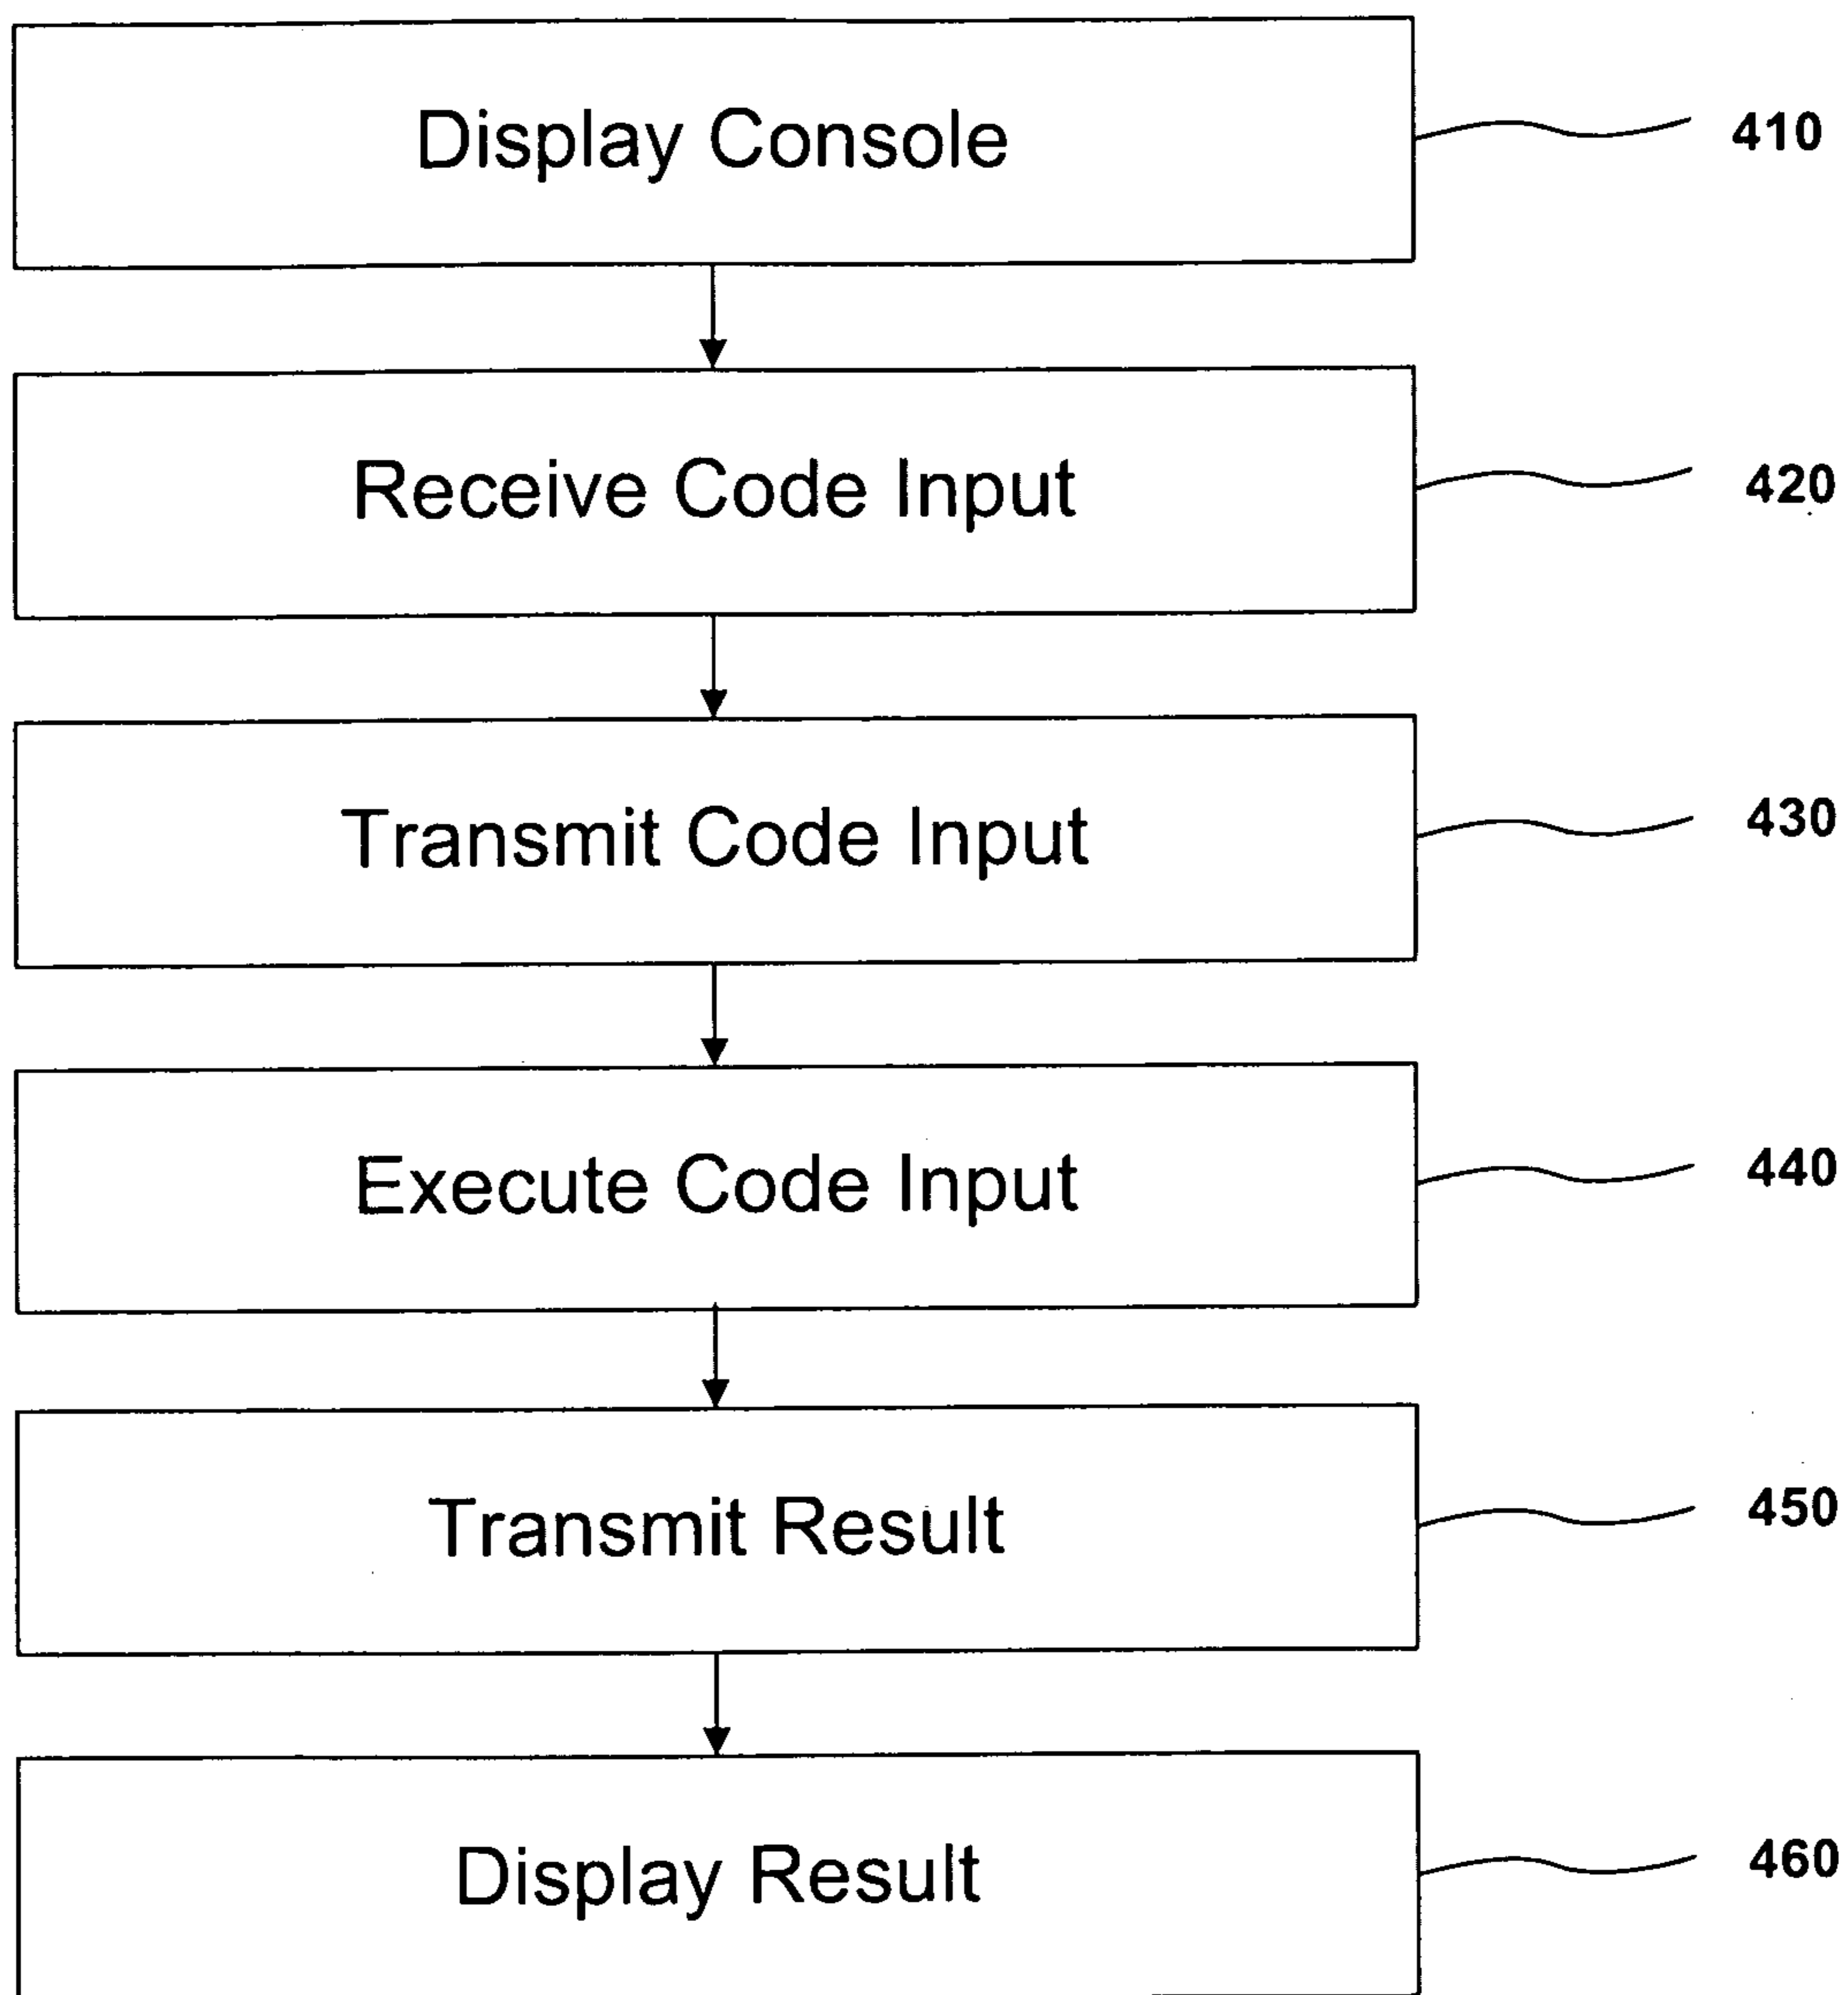 Display Console 410
Receive Code Input 420
Transmit Code Input 430
Execute Code Input 440
Transmit Result 450
Display Result 460